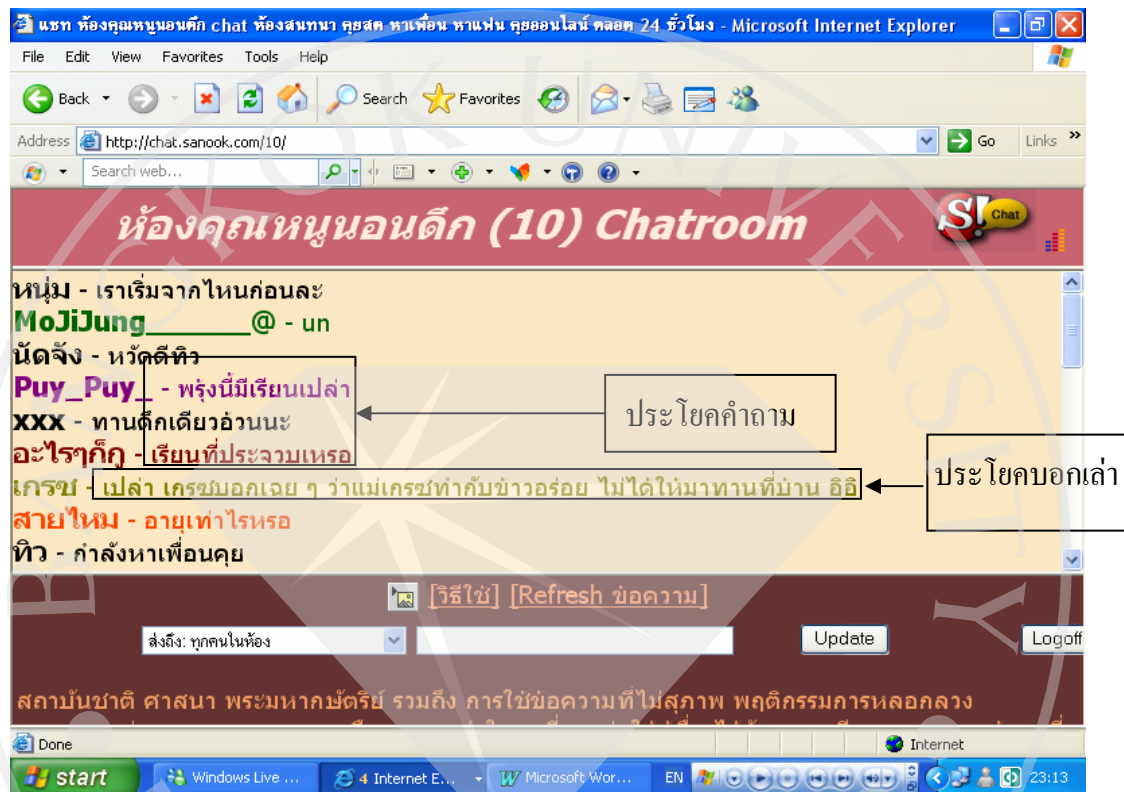 แชท ห้องคุณหนูนอนดึก chat ห้องสนทนา คุยสด หาเพื่อน หาแฟน คุยออนไลน์ ตลอด 24 ชั่วโมง - Microsoft Internet Explorer
File Edit View Favorites Tools Help
Back Search Favorites
Address http://chat.sanook.com/10/ Go Links »
Search web...
ห้องคุณหนูนอนดึก (10) Chatroom
S! Chat
หนุ่ม - เราเริ่มจากไหนก่อนละ
MoJiJung_______@ - un
นัดจัง - หวัดดีทิว
Puy_Puy_ - พรุ้งนี้มีเรียนเปล่า
xxx - ทานดึกเดียวอ้วนนะ
ประโยคคำถาม
อะไรๆก็กู - เรียนที่ประจวบเหรอ
เกรซ - เปล่า เกรซบอกเฉย ๆ ว่าแม่เกรซทำกับข้าวอร่อย ไม่ได้ให้มาทานที่บ้าน อิอิ
ประโยคบอกเล่า
สายไหม - อายุเท่าไรหรอ
ทิว - กำลังหาเพื่อนคุย
[วิธีใช้] [Refresh ข้อความ]
ส่งถึง: ทุกคนในห้อง Update Logoff
สถาบันชาติ ศาสนา พระมหากษัตริย์ รวมถึง การใช้ข้อความที่ไม่สุภาพ พฤติกรรมการหลอกลวง
Done Internet
start Windows Live ... 4 Internet E... Microsoft Wor... EN 23:13
BANGKOK UNIVERSITY